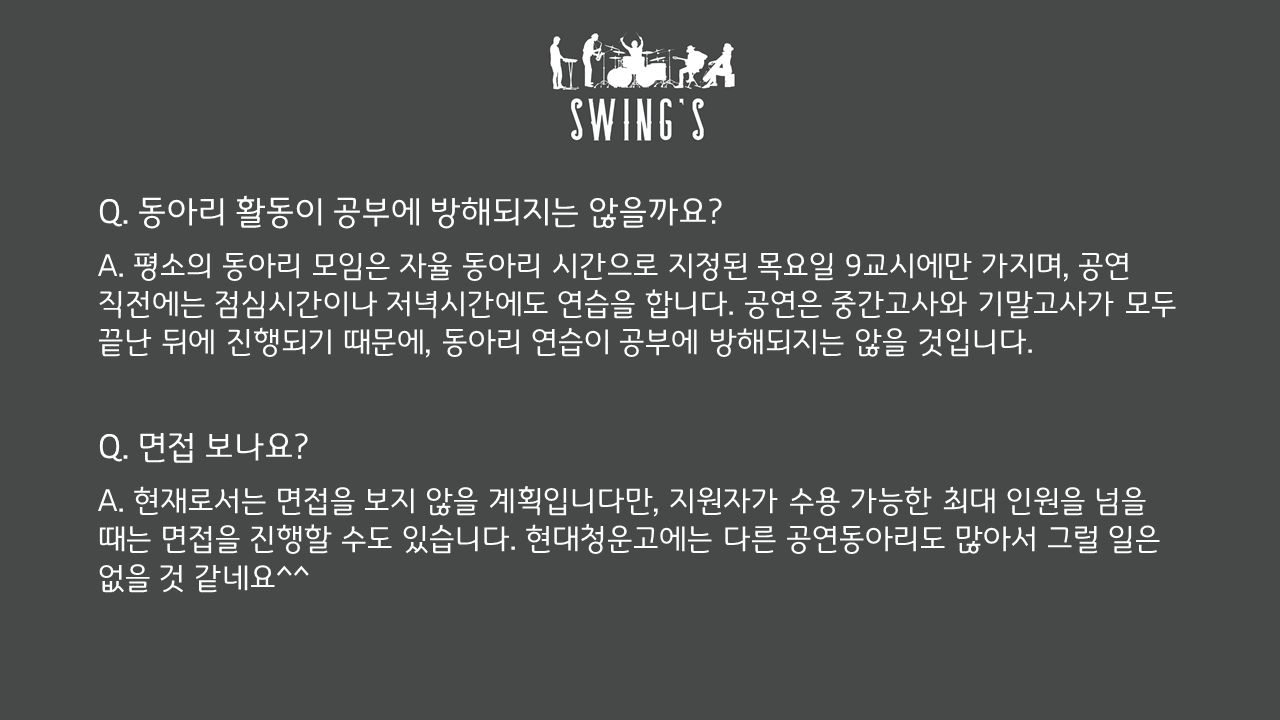 SWING'S
Q. 동아리 활동이 공부에 방해되지는 않을까요?
A. 평소의 동아리 모임은 자율 동아리 시간으로 지정된 목요일 9교시에만 가지며, 공연
직전에는 점심시간이나 저녁시간에도 연습을 합니다. 공연은 중간고사와 기말고사가 모두
끝난 뒤에 진행되기 때문에, 동아리 연습이 공부에 방해되지는 않을 것입니다.
Q. 면접 보나요?
A. 현재로서는 면접을 보지 않을 계획입니다만, 지원자가 수용 가능한 최대 인원을 넘을
때는 면접을 진행할 수도 있습니다. 현대청운고에는 다른 공연동아리도 많아서 그럴 일은
없을 것 같네요^^